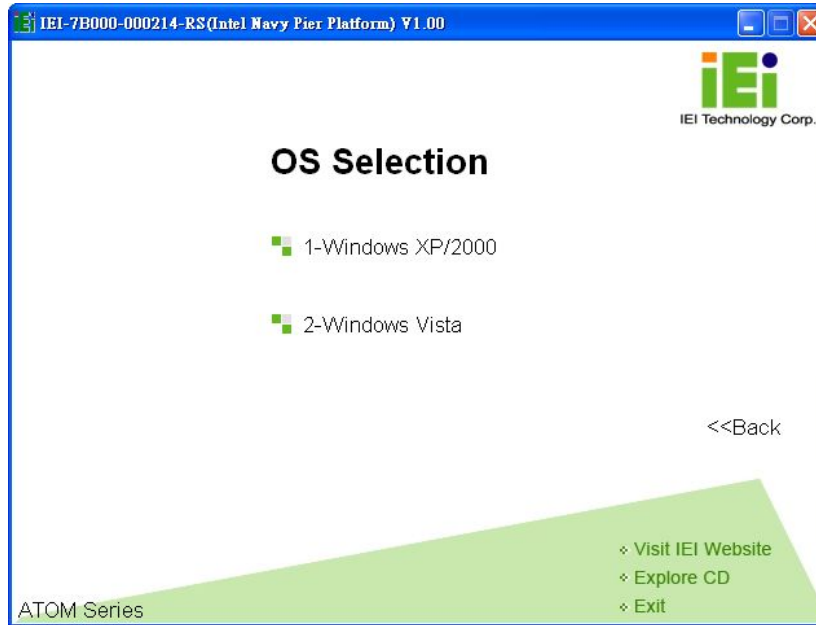 IEI-7B000-000214-RS(Intel Navy Pier Platform) V1.00
iEi
IEI Technology Corp.
OS Selection
1-Windows XP/2000
2-Windows Vista
<<Back
Visit IEI Website
Explore CD
Exit
ATOM Series